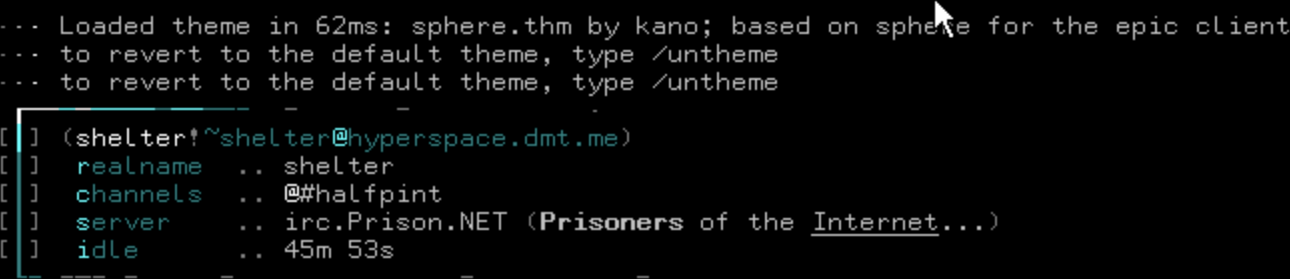 --- Loaded theme in 62ms: sphere.thm by kano; based on sphere for the epic client
--- to revert to the default theme, type /untheme
--- to revert to the default theme, type /untheme
[ ] (shelter!~shelter@hyperspace.dmt.me)
[ ] realname .. shelter
[ ] channels .. @#halfpint
[ ] server .. irc.Prison.NET (Prisoners of the Internet...)
[ ] idle .. 45m 53s